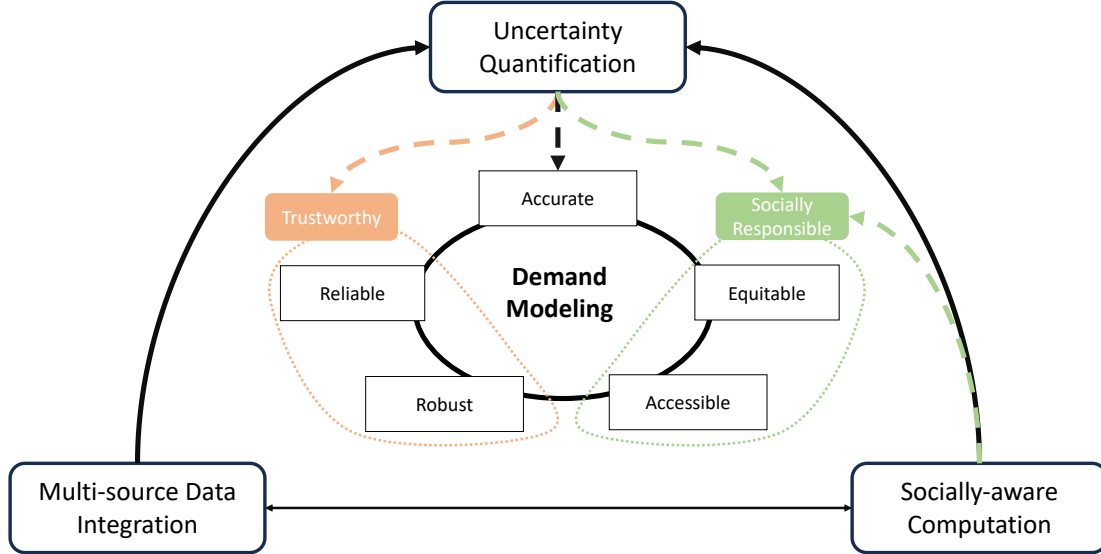 Uncertainty
Quantification
Accurate
Trustworthy
Socially
Responsible
Reliable
Demand
Modeling
Equitable
Robust
Accessible
Multi-source Data
Integration
Socially-aware
Computation